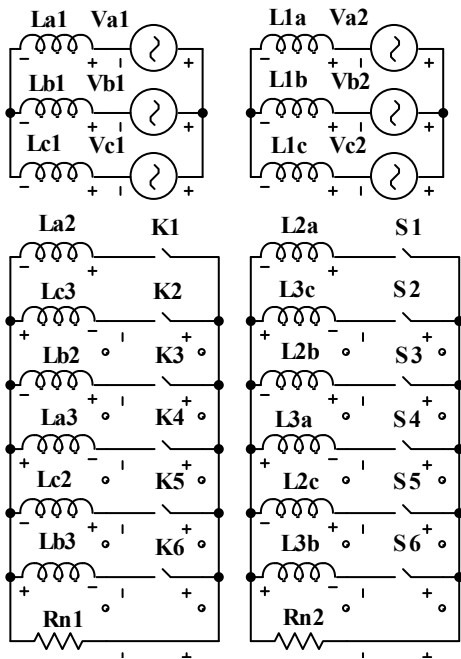 La1 Va1 L1a Va2
Lb1 Vb1 L1b Vb2
Lc1 Vc1 L1c Vc2
La2 K1 L2a S1
Lc3 K2 L3c S2
Lb2 K3 L2b S3
La3 K4 L3a S4
Lc2 K5 L2c S5
Lb3 K6 L3b S6
Rn1 Rn2